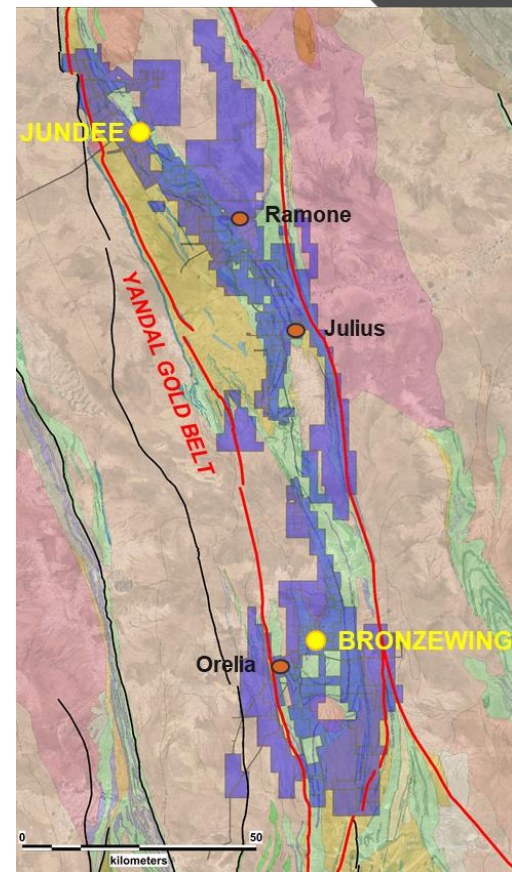 JUNDEE
Ramone
Julius
YANDAL GOLD BELT
BRONZEWING
Orelia
0 50
kilometers